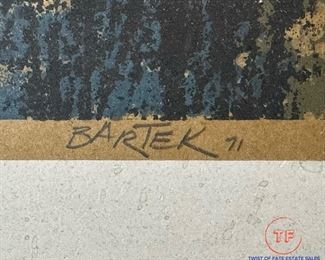 BARTEK 71
TF
TWIST OF FATE ESTATE SALES